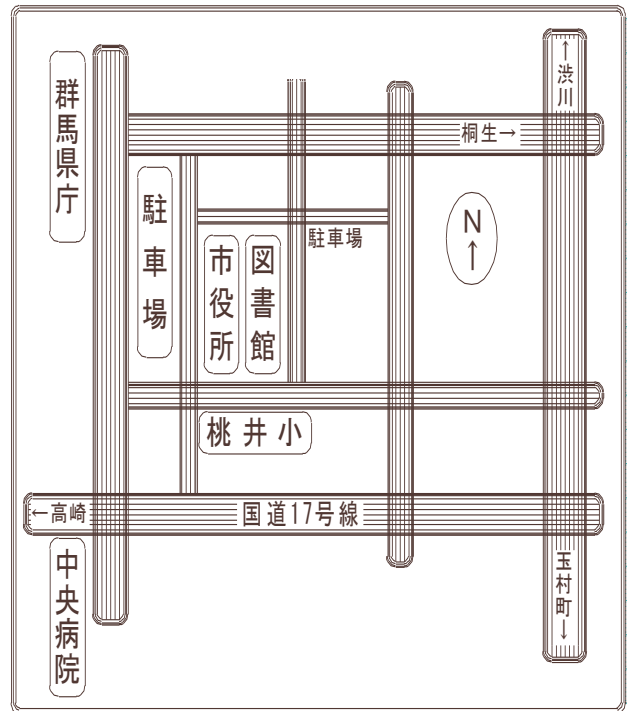 ↑渋川
群馬県庁
桐生→
駐車場
N
↑
駐車場
市役所
図書館
桃井小
←高崎
国道17号線
中央病院
玉村町↓